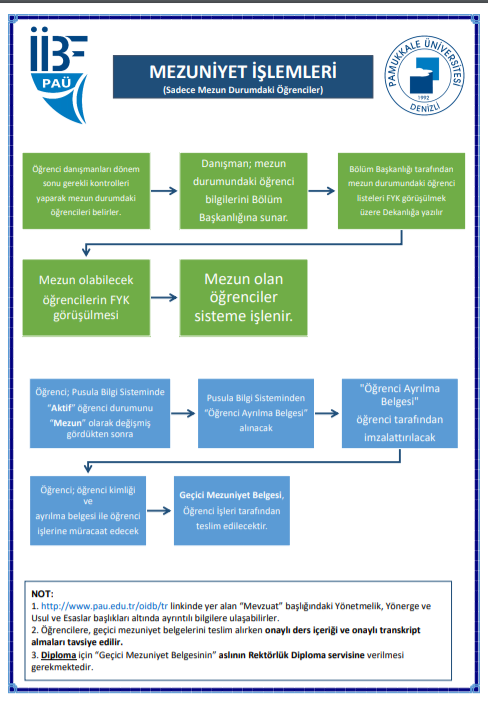 İİBF
PAÜ
MEZUNİYET İŞLEMLERİ
(Sadece Mezun Durumdaki Öğrenciler)
PAMUKKALE ÜNİVERSİTESİ
1992
DENİZLİ
Öğrenci danışmanları dönem
sonu gerekli kontrolleri
yaparak mezun durumdaki
öğrencileri belirler.
Danışman; mezun
durumundaki öğrenci
bilgilerini Bölüm
Başkanlığına sunar.
Bölüm Başkanlığı tarafından
mezun durumundaki öğrenci
listeleri FYK görüşülmek
üzere Dekanlığa yazılır
Mezun olabilecek
öğrencilerin FYK
görüşülmesi
Mezun olan
öğrenciler
sisteme işlenir.
Öğrenci; Pusula Bilgi Sisteminde
"Aktif" öğrenci durumunu
"Mezun" olarak değişmiş
gördükten sonra
Pusula Bilgi Sisteminden
"Öğrenci Ayrılma Belgesi"
alınacak
"Öğrenci Ayrılma
Belgesi"
öğrenci tarafından
imzalattırılacak
Öğrenci; öğrenci kimliği
ve
ayrılma belgesi ile öğrenci
işlerine müracaat edecek
Geçici Mezuniyet Belgesi,
Öğrenci İşleri tarafından
teslim edilecektir.
NOT:
1. http://www.pau.edu.tr/oidb/tr linkinde yer alan "Mevzuat" başlığındaki Yönetmelik, Yönerge ve
Usul ve Esaslar başlıkları altında ayrıntılı bilgilere ulaşabilirler.
2. Öğrencilere, geçici mezuniyet belgelerini teslim alırken onaylı ders içeriği ve onaylı transkript
almaları tavsiye edilir.
3. Diploma için "Geçici Mezuniyet Belgesinin" aslının Rektörlük Diploma servisine verilmesi
gerekmektedir.